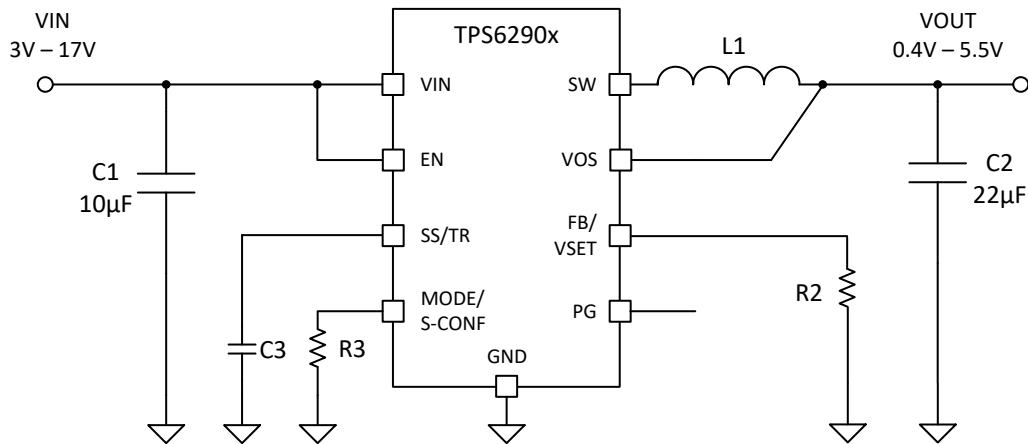 VIN
3V – 17V
TPS6290x
L1
VOUT
0.4V – 5.5V
VIN
SW
EN
VOS
C1
10µF
C2
22µF
SS/TR
FB/
VSET
R2
MODE/
S-CONF
PG
C3
R3
GND